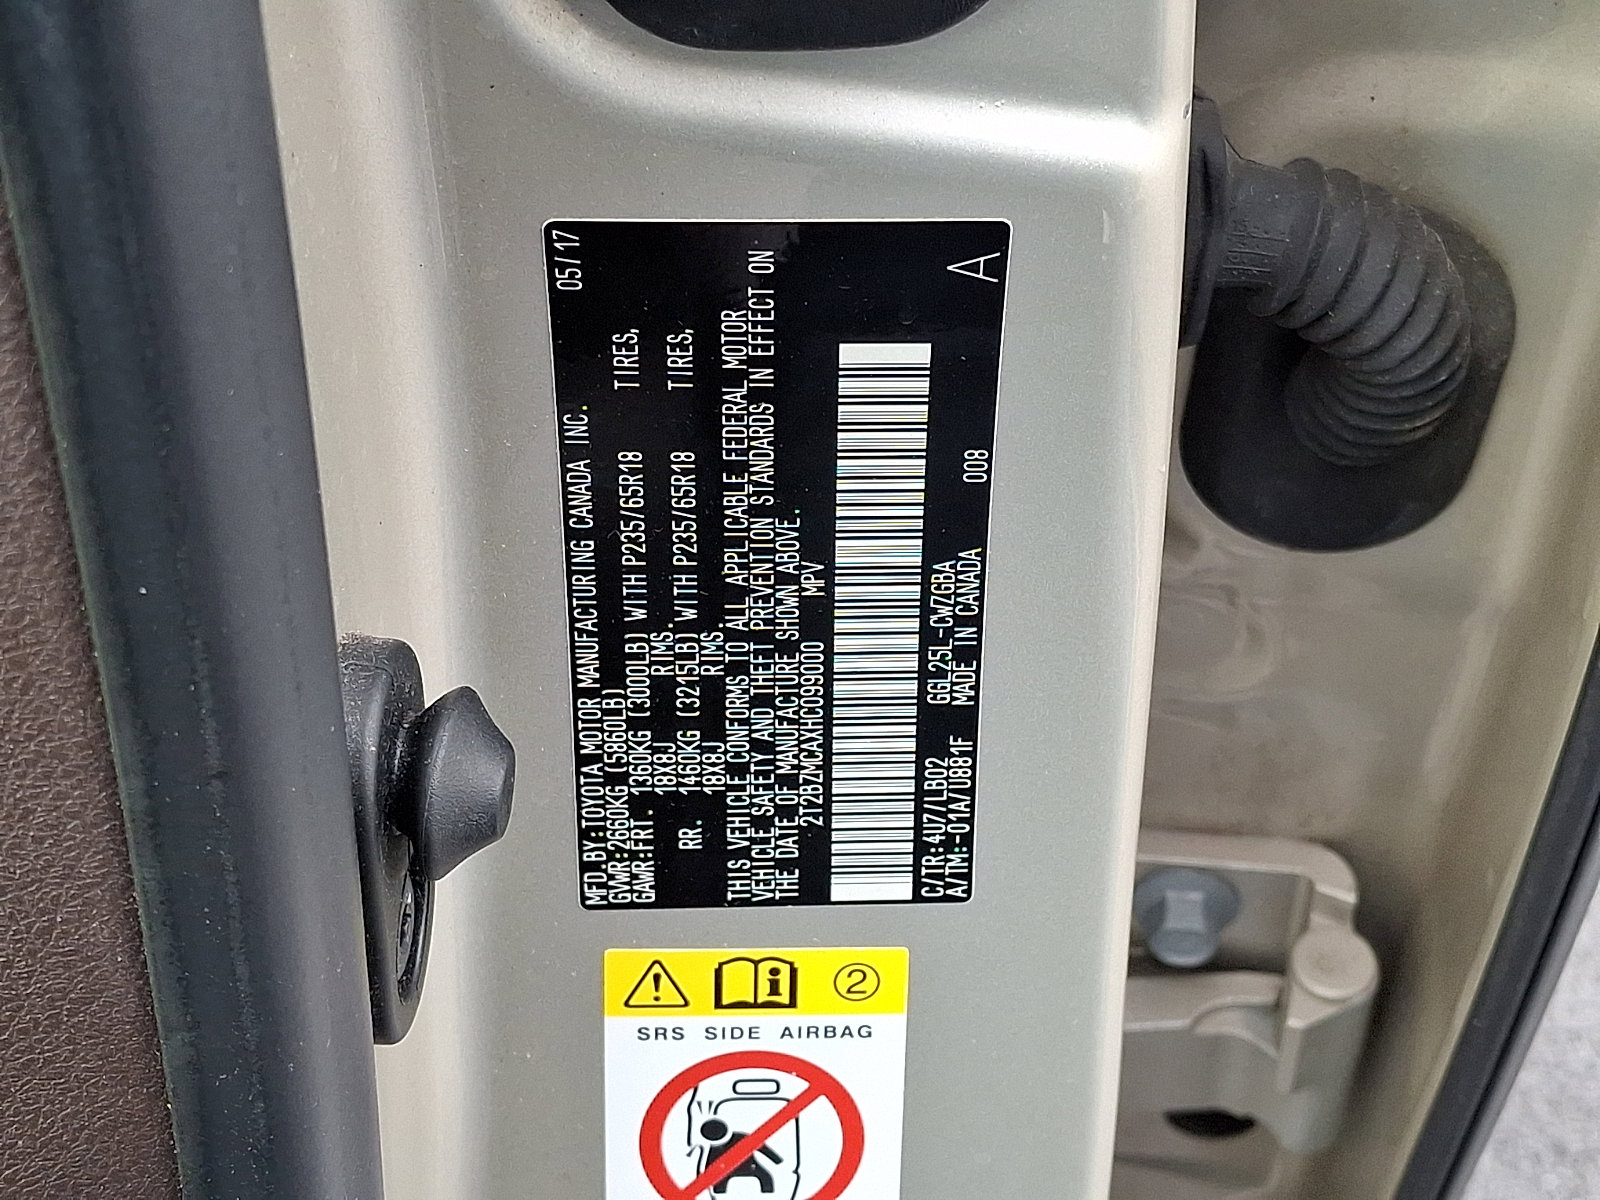 05/17
MFD.BY:TOYOTA MOTOR MANUFACTURING CANADA INC.
GVWR:2660KG (5860LB)
GAWR:FRT. 1360KG (3000LB) WITH P235/65R18 TIRES,
18X8J RIMS.
RR. 1460KG (3215LB) WITH P235/65R18 TIRES,
18X8J RIMS.
THIS VEHICLE CONFORMS TO ALL APPLICABLE FEDERAL MOTOR
VEHICLE SAFETY AND THEFT PREVENTION STANDARDS IN EFFECT ON
THE DATE OF MANUFACTURE SHOWN ABOVE.
2T2BZMCAXHC099000 MPV
C/TR:4U7/LB02 GGL25L-CWZGBA
A/TM:-01A/U881F MADE IN CANADA 008
A
2
SRS SIDE AIRBAG